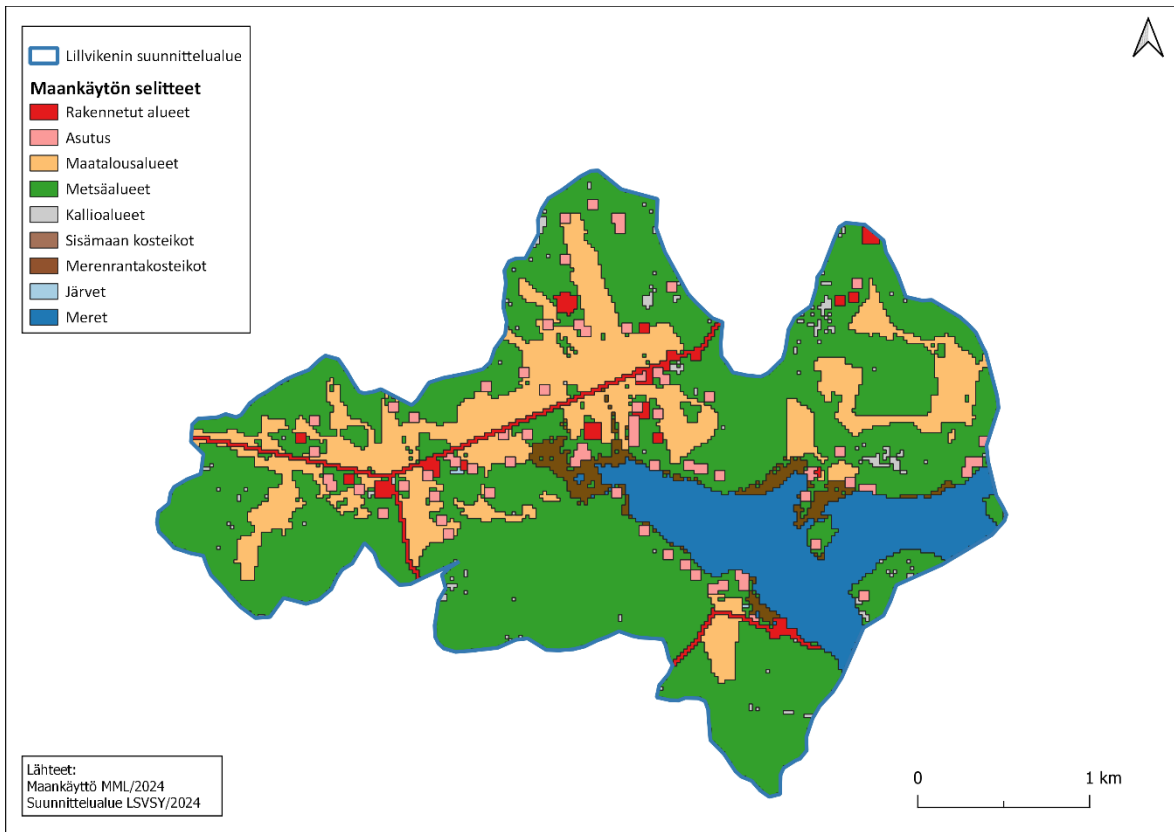 Lillvikenin suunnittelualue
Maankäytön selitteet
Rakennetut alueet
Asutus
Maatalousalueet
Metsäalueet
Kallioalueet
Sisämaan kosteikot
Merenrantakosteikot
Järvet
Meret
Lähteet:
Maankäyttö MML/2024
Suunnittelualue LSVSY/2024
0 1 km